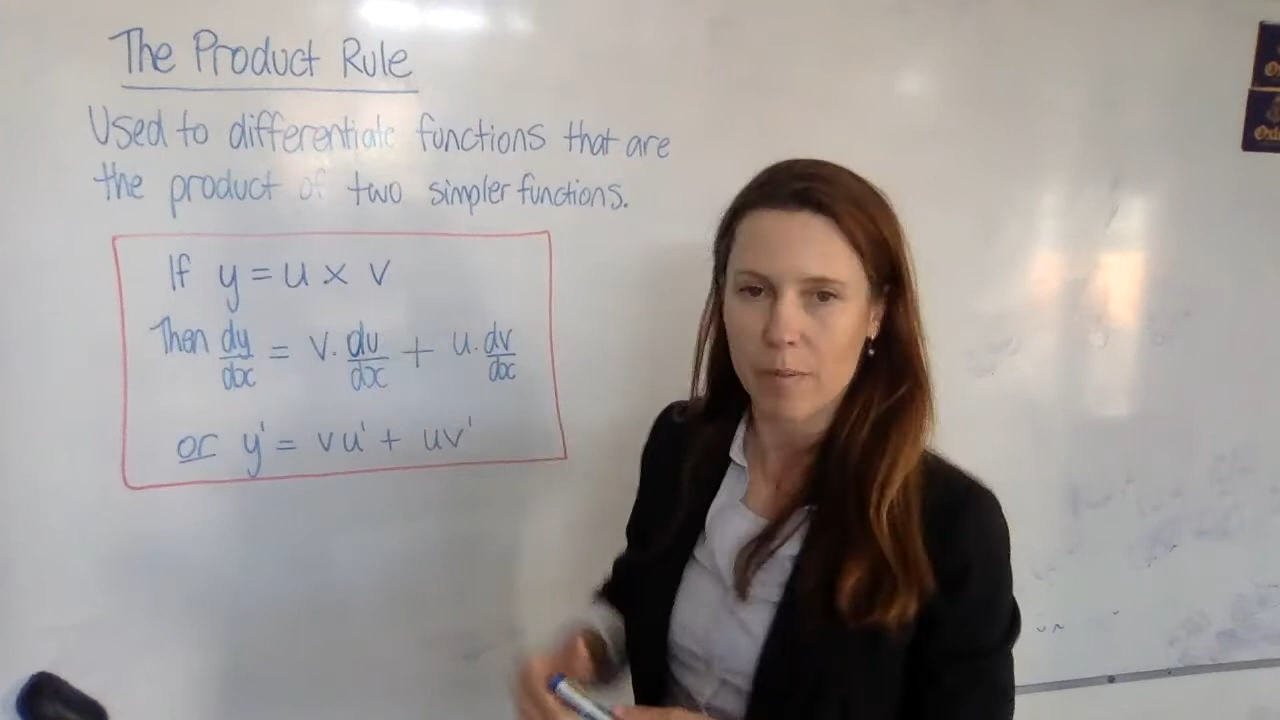 The Product Rule
Used to differentiate functions that are
the product of two simpler functions.
If y = u × v
Then dy/dx = v. du/dx + u. dv/dx
or y' = vu' + uv'